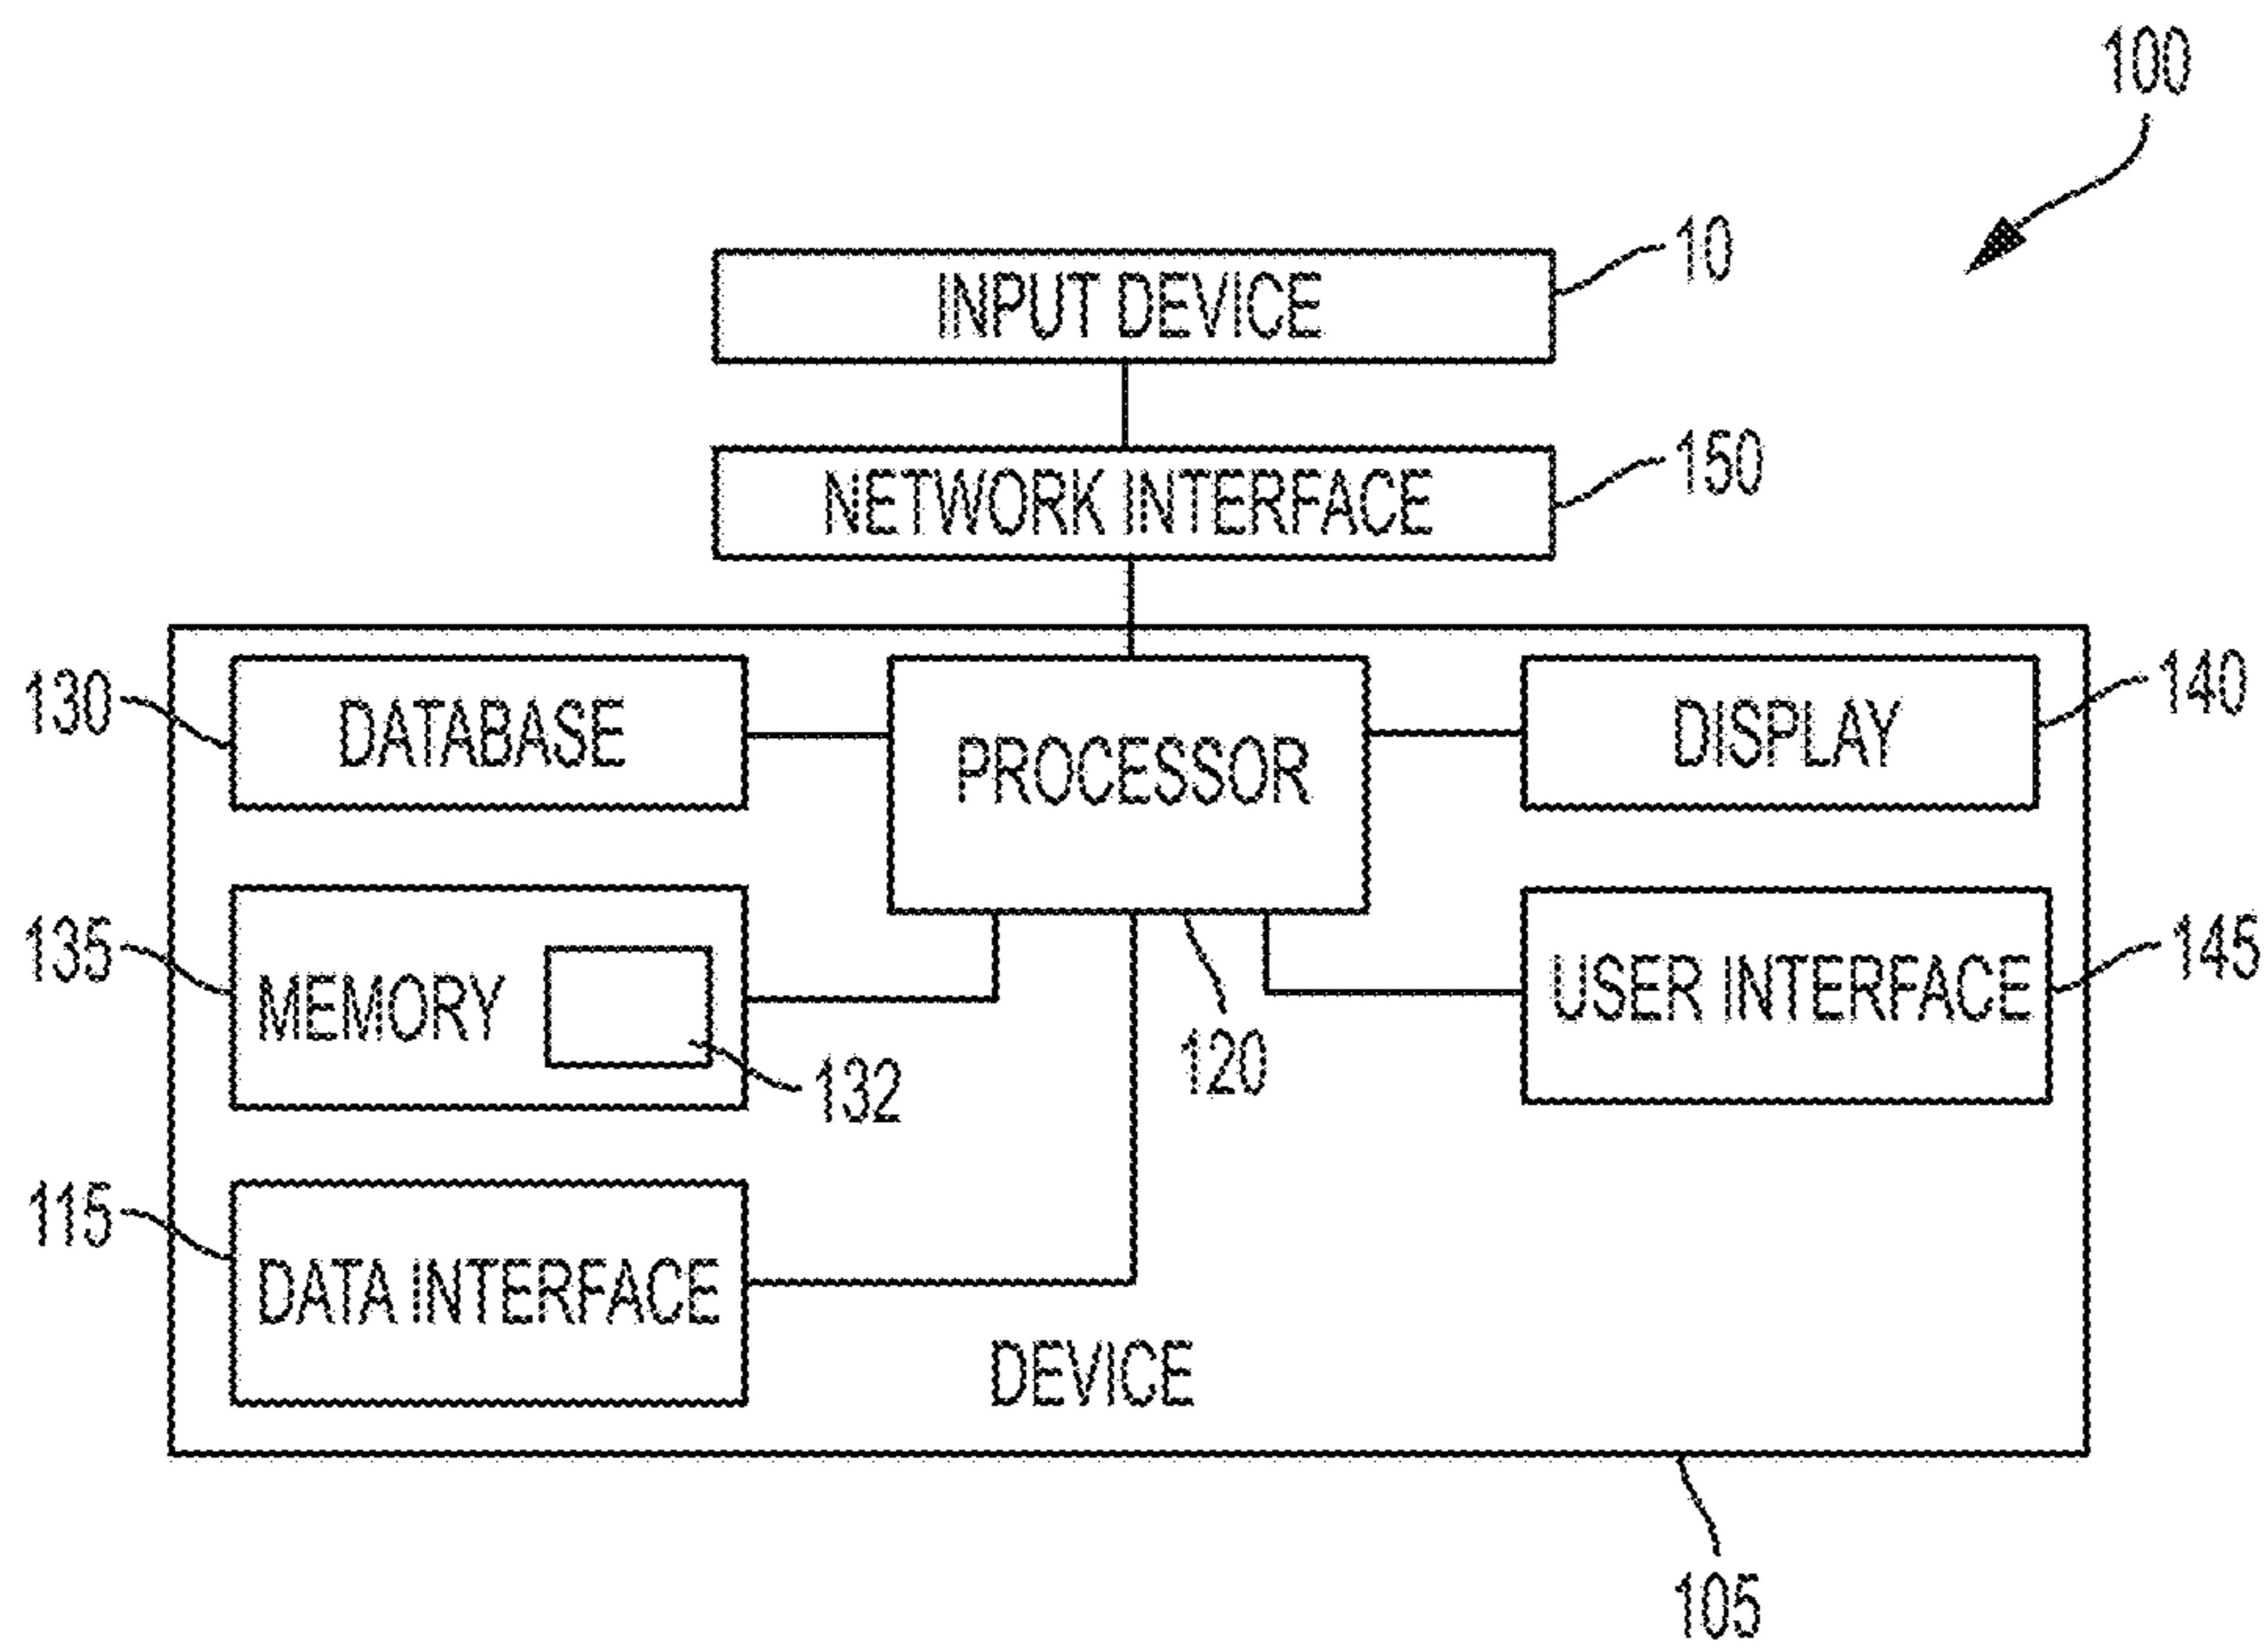 100
INPUT DEVICE
10
NETWORK INTERFACE
150
130
DATABASE
PROCESSOR
DISPLAY
140
135
MEMORY
132
120
USER INTERFACE
145
115
DATA INTERFACE
DEVICE
105